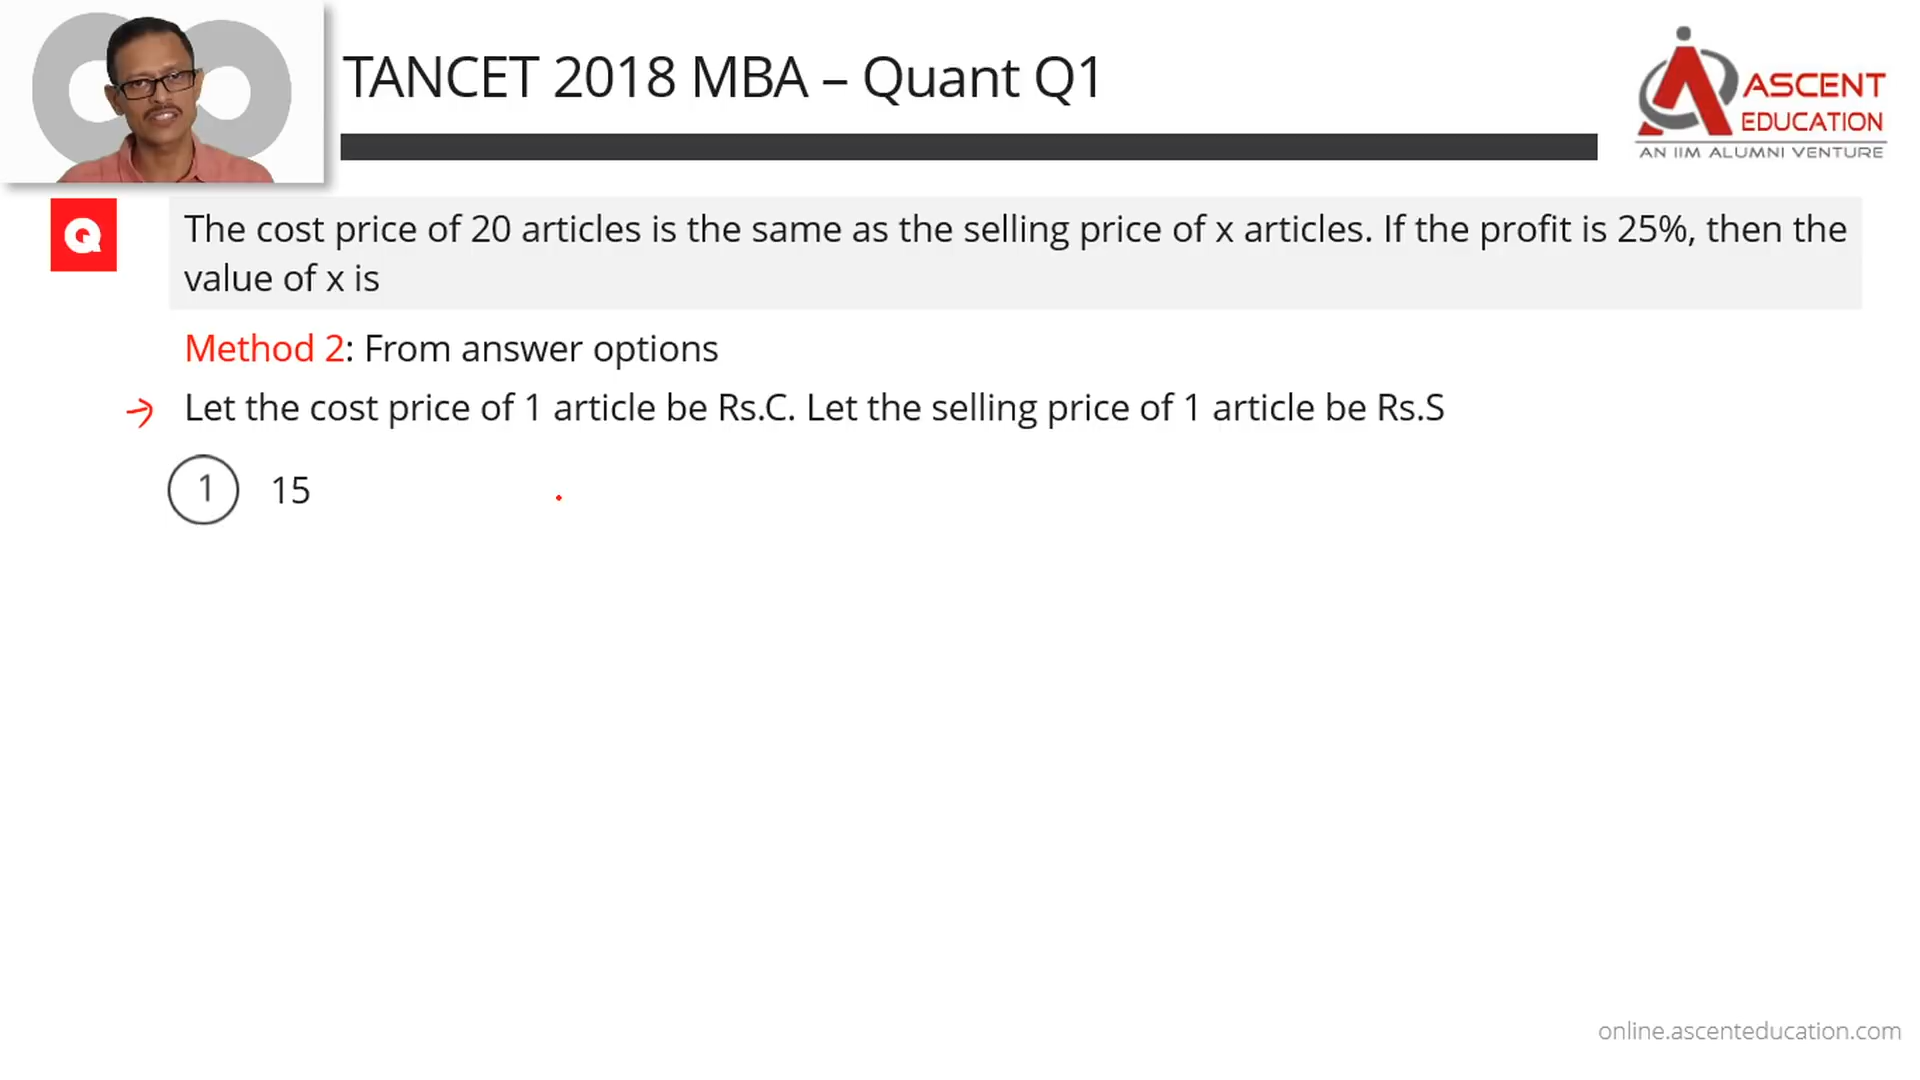 TANCET 2018 MBA – Quant Q1
ASCENT
EDUCATION
AN IIM ALUMNI VENTURE
Q
The cost price of 20 articles is the same as the selling price of x articles. If the profit is 25%, then the
value of x is
Method 2: From answer options
Let the cost price of 1 article be Rs.C. Let the selling price of 1 article be Rs.S
1 15
online.ascenteducation.com